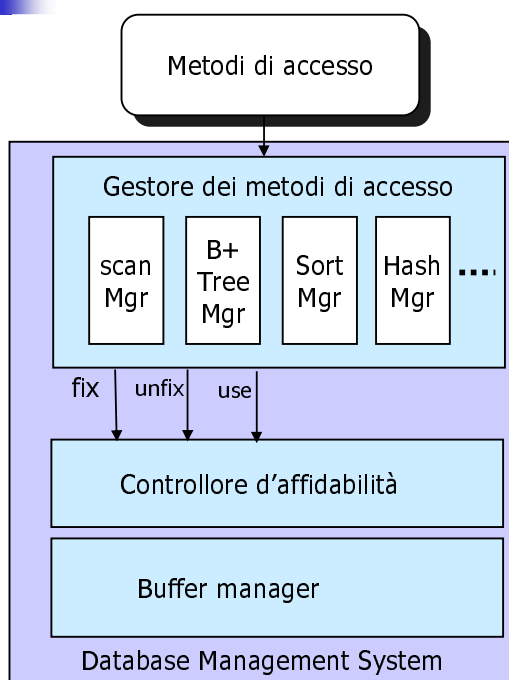 Metodi di accesso
Gestore dei metodi di accesso
scan
Mgr
B+
Tree
Mgr
Sort
Mgr
Hash
Mgr
fix
unfix
use
Controllore d'affidabilità
Buffer manager
Database Management System